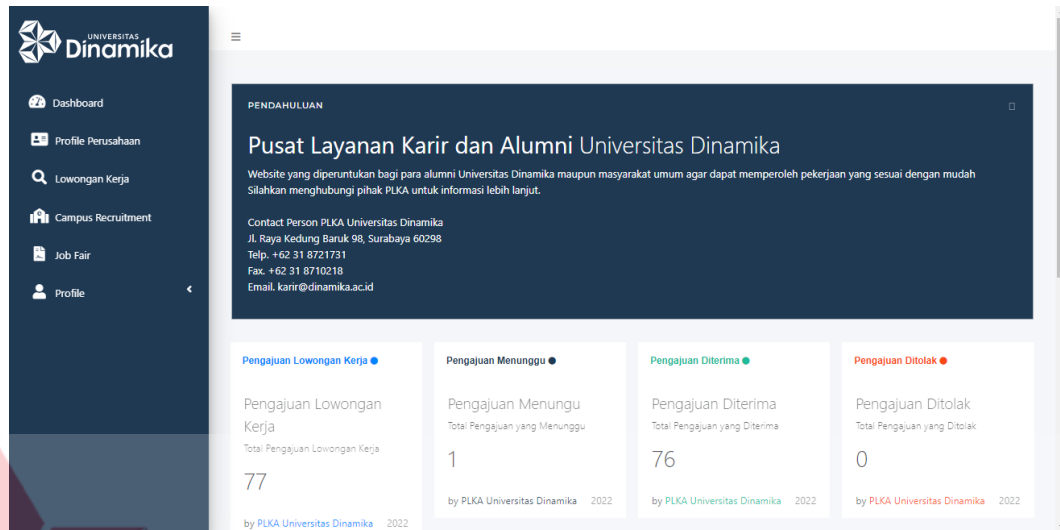 UNIVERSITAS
Dinamika
Dashboard
Profile Perusahaan
Lowongan Kerja
Campus Recruitment
Job Fair
Profile
PENDAHULUAN
Pusat Layanan Karir dan Alumni Universitas Dinamika
Website yang diperuntukan bagi para alumni Universitas Dinamika maupun masyarakat umum agar dapat memperoleh pekerjaan yang sesuai dengan mudah
Silahkan menghubungi pihak PLKA untuk informasi lebih lanjut.
Contact Person PLKA Universitas Dinamika
Jl. Raya Kedung Baruk 98, Surabaya 60298
Telp. +62 31 8721731
Fax. +62 31 8710218
Email. karir@dinamika.ac.id
Pengajuan Lowongan Kerja
Pengajuan Lowongan
Kerja
Total Pengajuan Lowongan Kerja
77
by PLKA Universitas Dinamika 2022
Pengajuan Menunggu
Pengajuan Menungu
Total Pengajuan yang Menunggu
1
by PLKA Universitas Dinamika 2022
Pengajuan Diterima
Pengajuan Diterima
Total Pengajuan yang Diterima
76
by PLKA Universitas Dinamika 2022
Pengajuan Ditolak
Pengajuan Ditolak
Total Pengajuan yang Ditolak
0
by PLKA Universitas Dinamika 2022